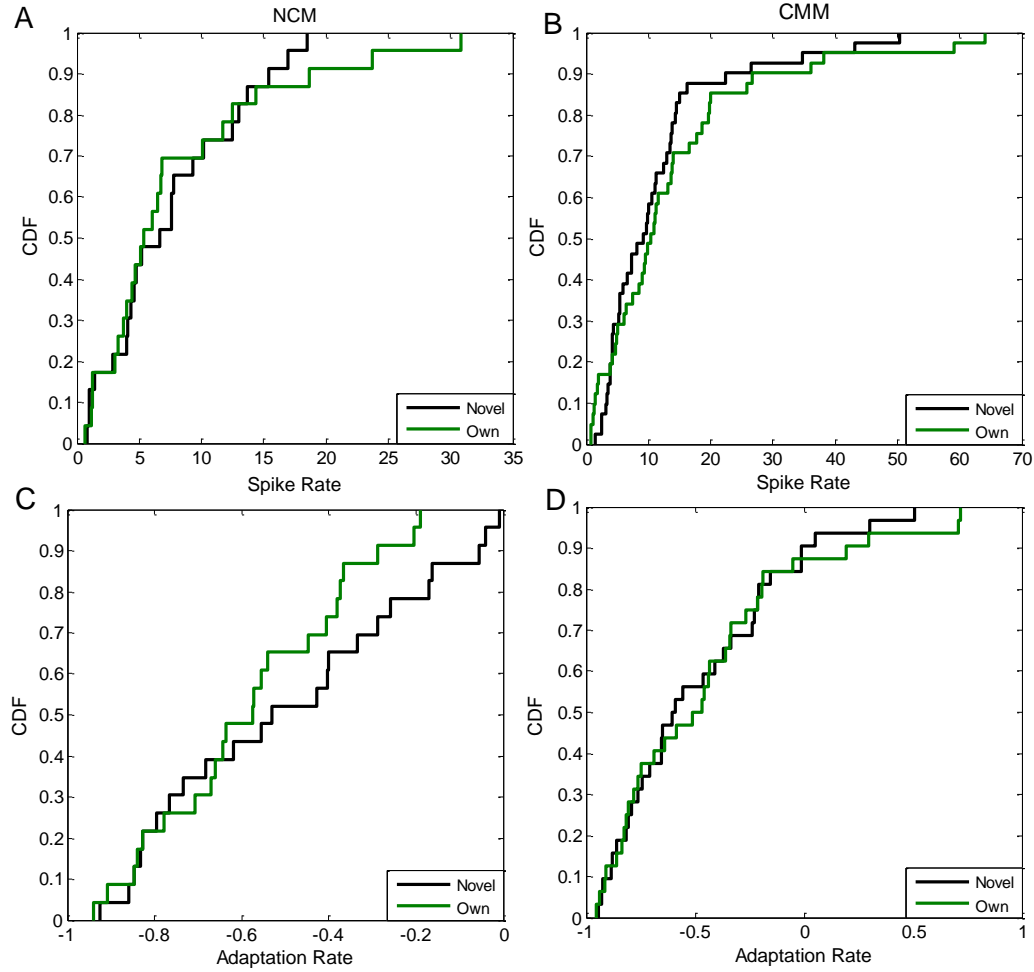 A
NCM
1
0.9
0.8
0.7
0.6
0.5
0.4
0.3
0.2
0.1
0
CDF
0 5 10 15 20 25 30 35
Spike Rate
Novel
Own
B
CMM
1
0.9
0.8
0.7
0.6
0.5
0.4
0.3
0.2
0.1
0
CDF
0 10 20 30 40 50 60 70
Spike Rate
Novel
Own
C
1
0.9
0.8
0.7
0.6
0.5
0.4
0.3
0.2
0.1
0
CDF
-1 -0.8 -0.6 -0.4 -0.2 0
Adaptation Rate
Novel
Own
D
1
0.9
0.8
0.7
0.6
0.5
0.4
0.3
0.2
0.1
0
CDF
-1 -0.5 0 0.5 1
Adaptation Rate
Novel
Own